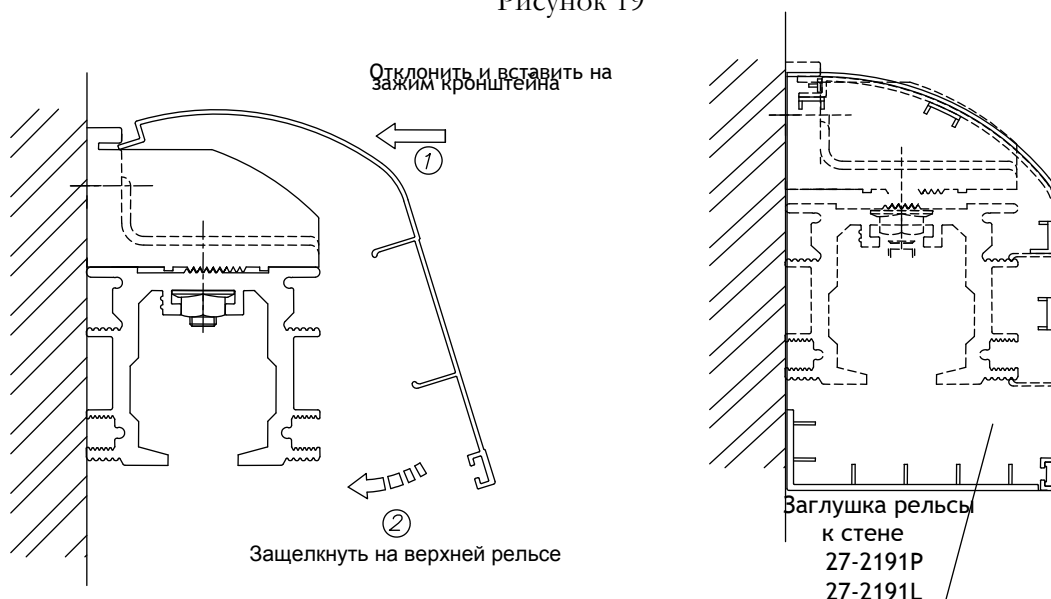 Рисунок 19
Отклонить и вставить на
зажим кронштейна
1
2
Защелкнуть на верхней рельсе
Заглушка рельсы
к стене
27-2191P
27-2191L